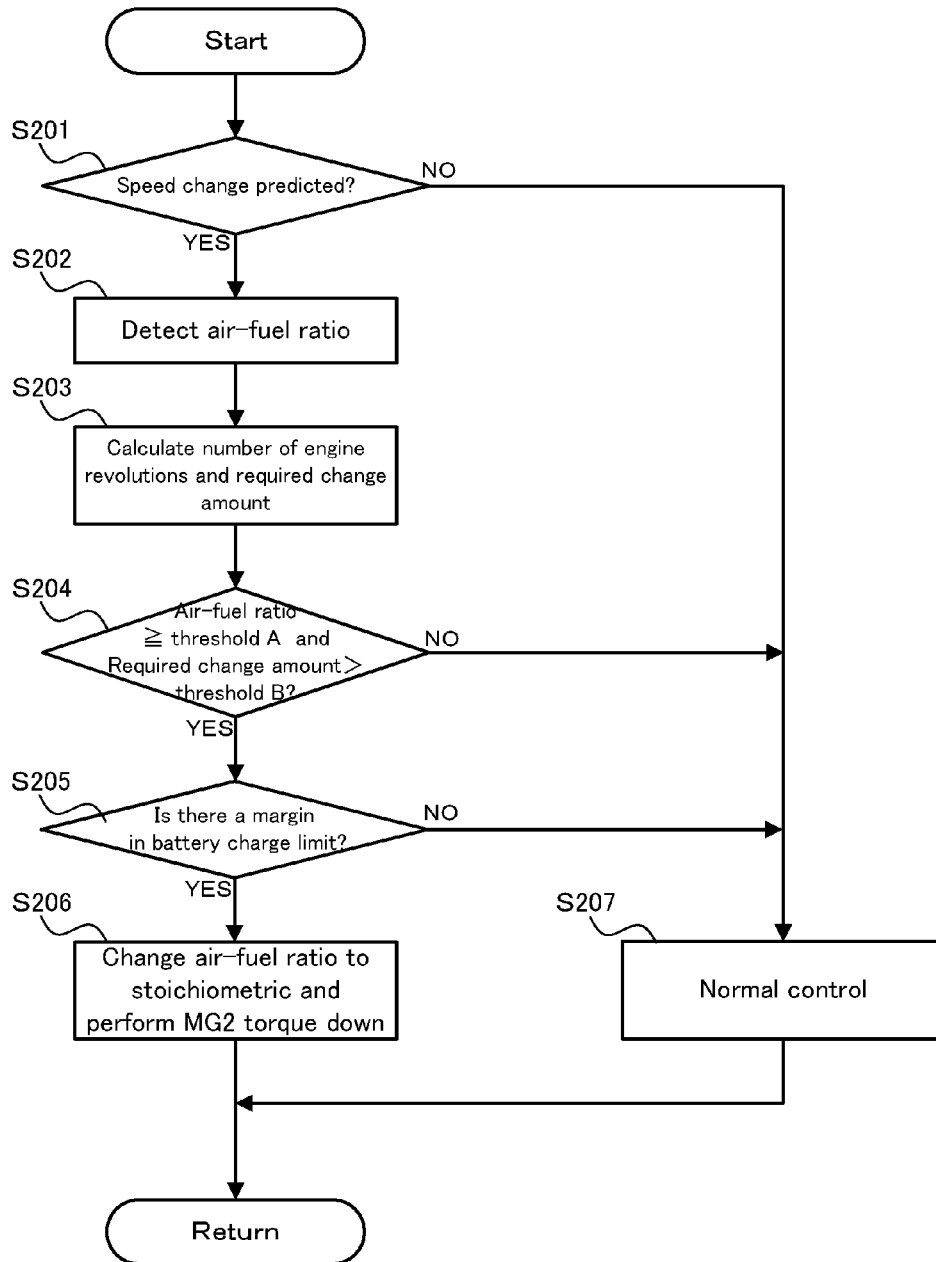 Start
S201
Speed change predicted?
NO
YES
S202
Detect air-fuel ratio
S203
Calculate number of engine
revolutions and required change
amount
S204
Air-fuel ratio
≧ threshold A and
Required change amount＞
threshold B?
NO
YES
S205
Is there a margin
in battery charge limit?
NO
YES
S206
Change air-fuel ratio to
stoichiometric and
perform MG2 torque down
S207
Normal control
Return